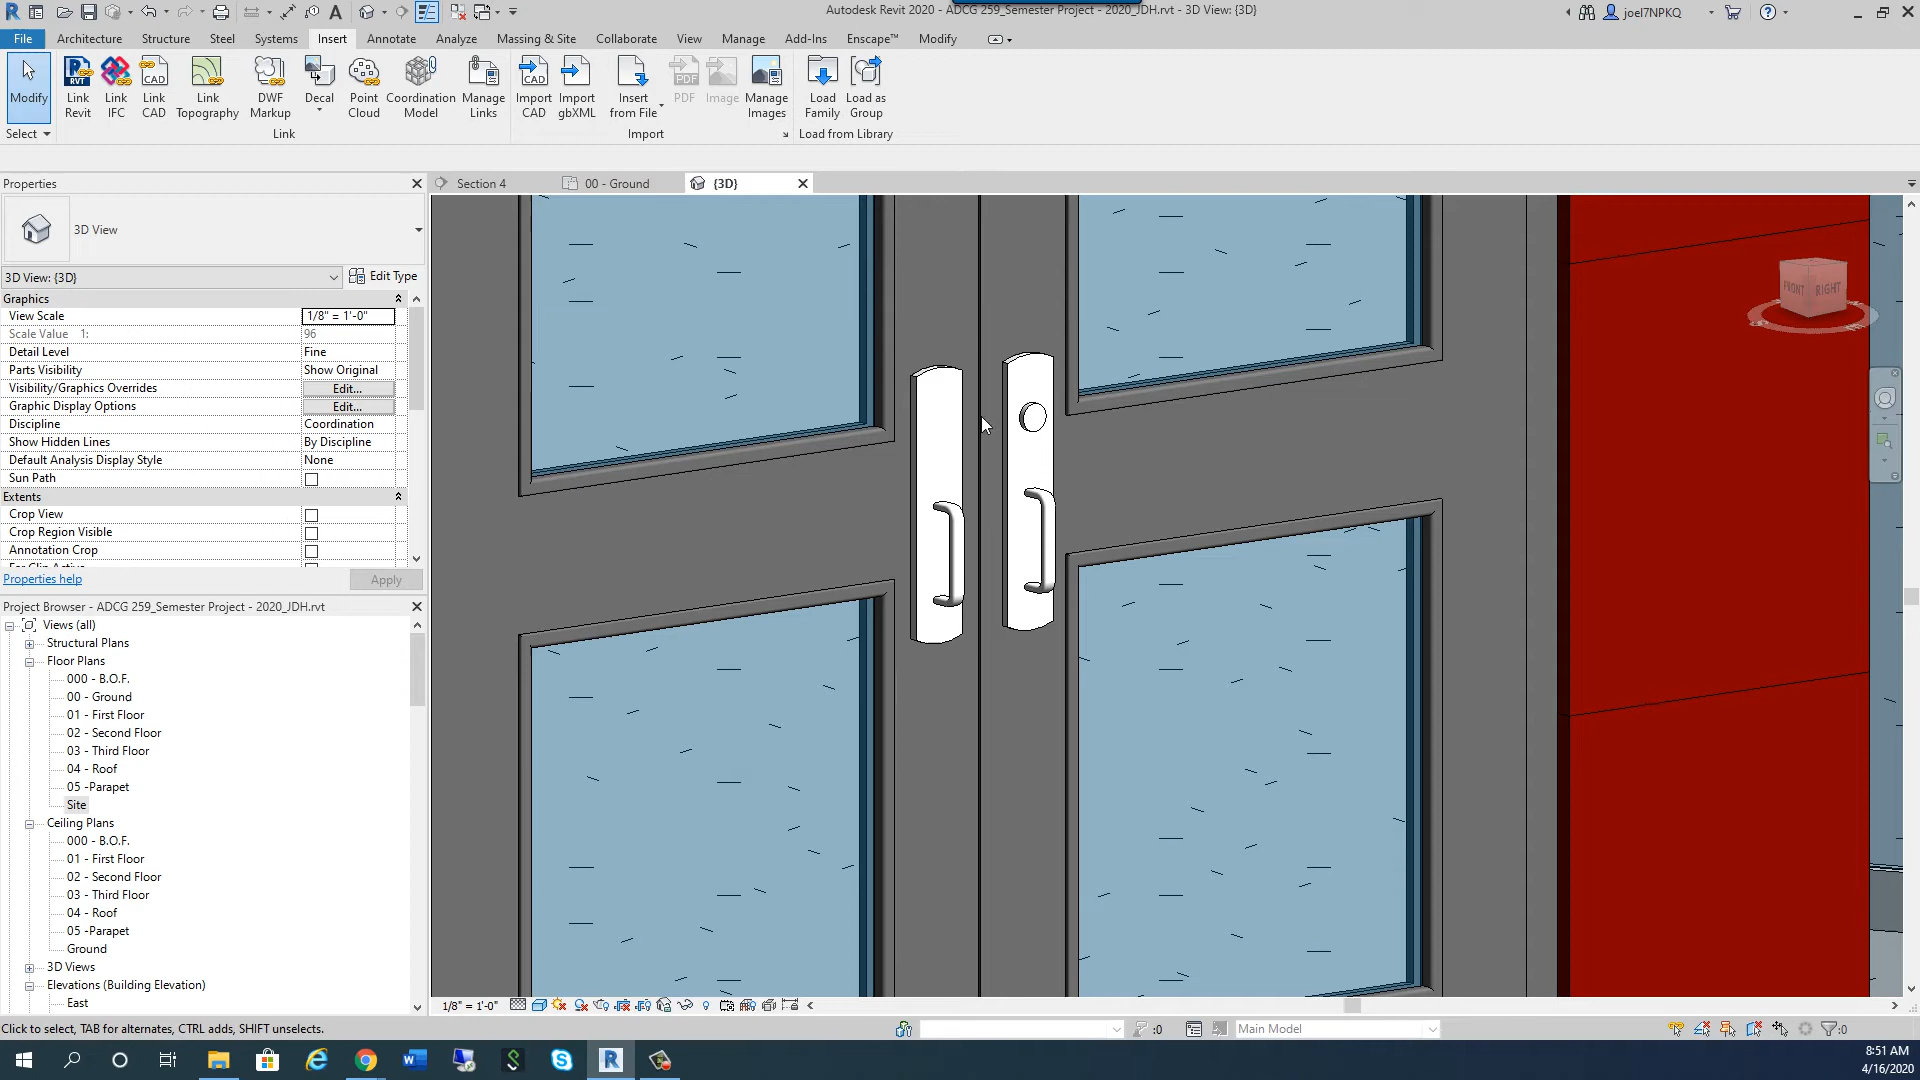 Autodesk Revit 2020 - ADCG 259_Semester Project - 2020_JDH.rvt - 3D View: {3D}
joel7NPKQ
File Architecture Structure Steel Systems Insert Annotate Analyze Massing & Site Collaborate View Manage Add-Ins Enscape™ Modify
Modify
Link Revit
Link IFC
Link CAD
Link Topography
DWF Markup
Decal
Point Cloud
Coordination Model
Manage Links
Import CAD
Import gbXML
Insert from File
PDF
Image
Manage Images
Load Family
Load as Group
Select
Link
Import
Load from Library
Properties
Section 4
00 - Ground
{3D}
3D View
3D View: {3D}
Edit Type
Graphics
View Scale 1/8" = 1'-0"
Scale Value 1: 96
Detail Level Fine
Parts Visibility Show Original
Visibility/Graphics Overrides Edit...
Graphic Display Options Edit...
Discipline Coordination
Show Hidden Lines By Discipline
Default Analysis Display Style None
Sun Path
Extents
Crop View
Crop Region Visible
Annotation Crop
Properties help
Apply
FRONT RIGHT
Project Browser - ADCG 259_Semester Project - 2020_JDH.rvt
Views (all)
Structural Plans
Floor Plans
000 - B.O.F.
00 - Ground
01 - First Floor
02 - Second Floor
03 - Third Floor
04 - Roof
05 -Parapet
Site
Ceiling Plans
000 - B.O.F.
01 - First Floor
02 - Second Floor
03 - Third Floor
04 - Roof
05 -Parapet
Ground
3D Views
Elevations (Building Elevation)
East
1/8" = 1'-0"
Click to select, TAB for alternates, CTRL adds, SHIFT unselects.
:0
Main Model
:0
8:51 AM
4/16/2020